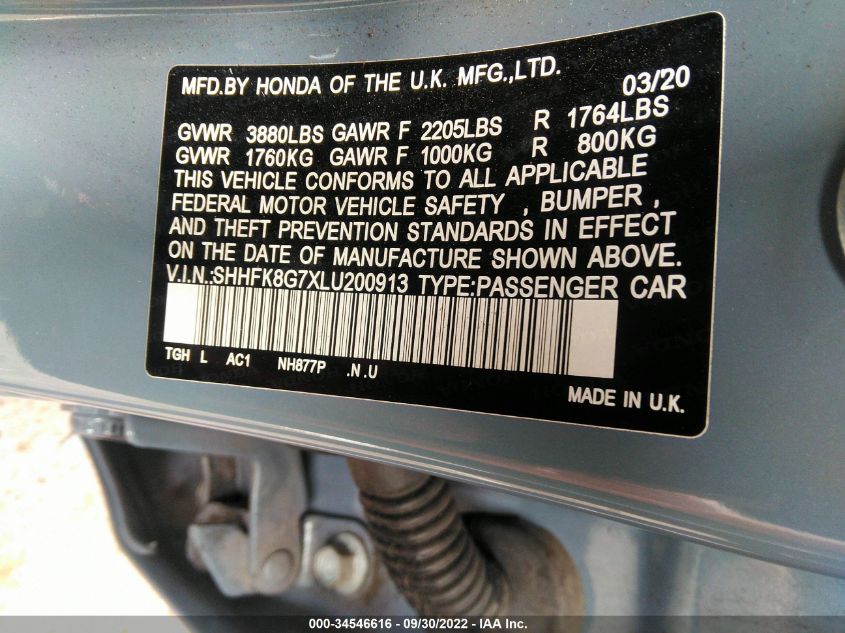 MFD.BY HONDA OF THE U.K. MFG.,LTD. 03/20
GVWR 3880LBS GAWR F 2205LBS R 1764LBS
GVWR 1760KG GAWR F 1000KG R 800KG
THIS VEHICLE CONFORMS TO ALL APPLICABLE
FEDERAL MOTOR VEHICLE SAFETY , BUMPER ,
AND THEFT PREVENTION STANDARDS IN EFFECT
ON THE DATE OF MANUFACTURE SHOWN ABOVE.
V.I.N.:SHHFK8G7XLU200913 TYPE:PASSENGER CAR
TGH L AC1 NH877P .N .U
MADE IN U.K.
000-34546616 - 09/30/2022 - IAA Inc.